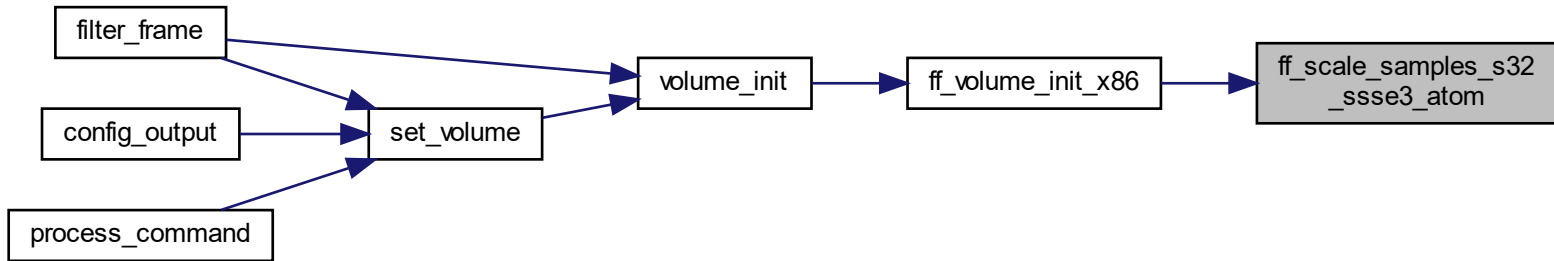 filter_frame
config_output
process_command
set_volume
volume_init
ff_volume_init_x86
ff_scale_samples_s32
_ssse3_atom